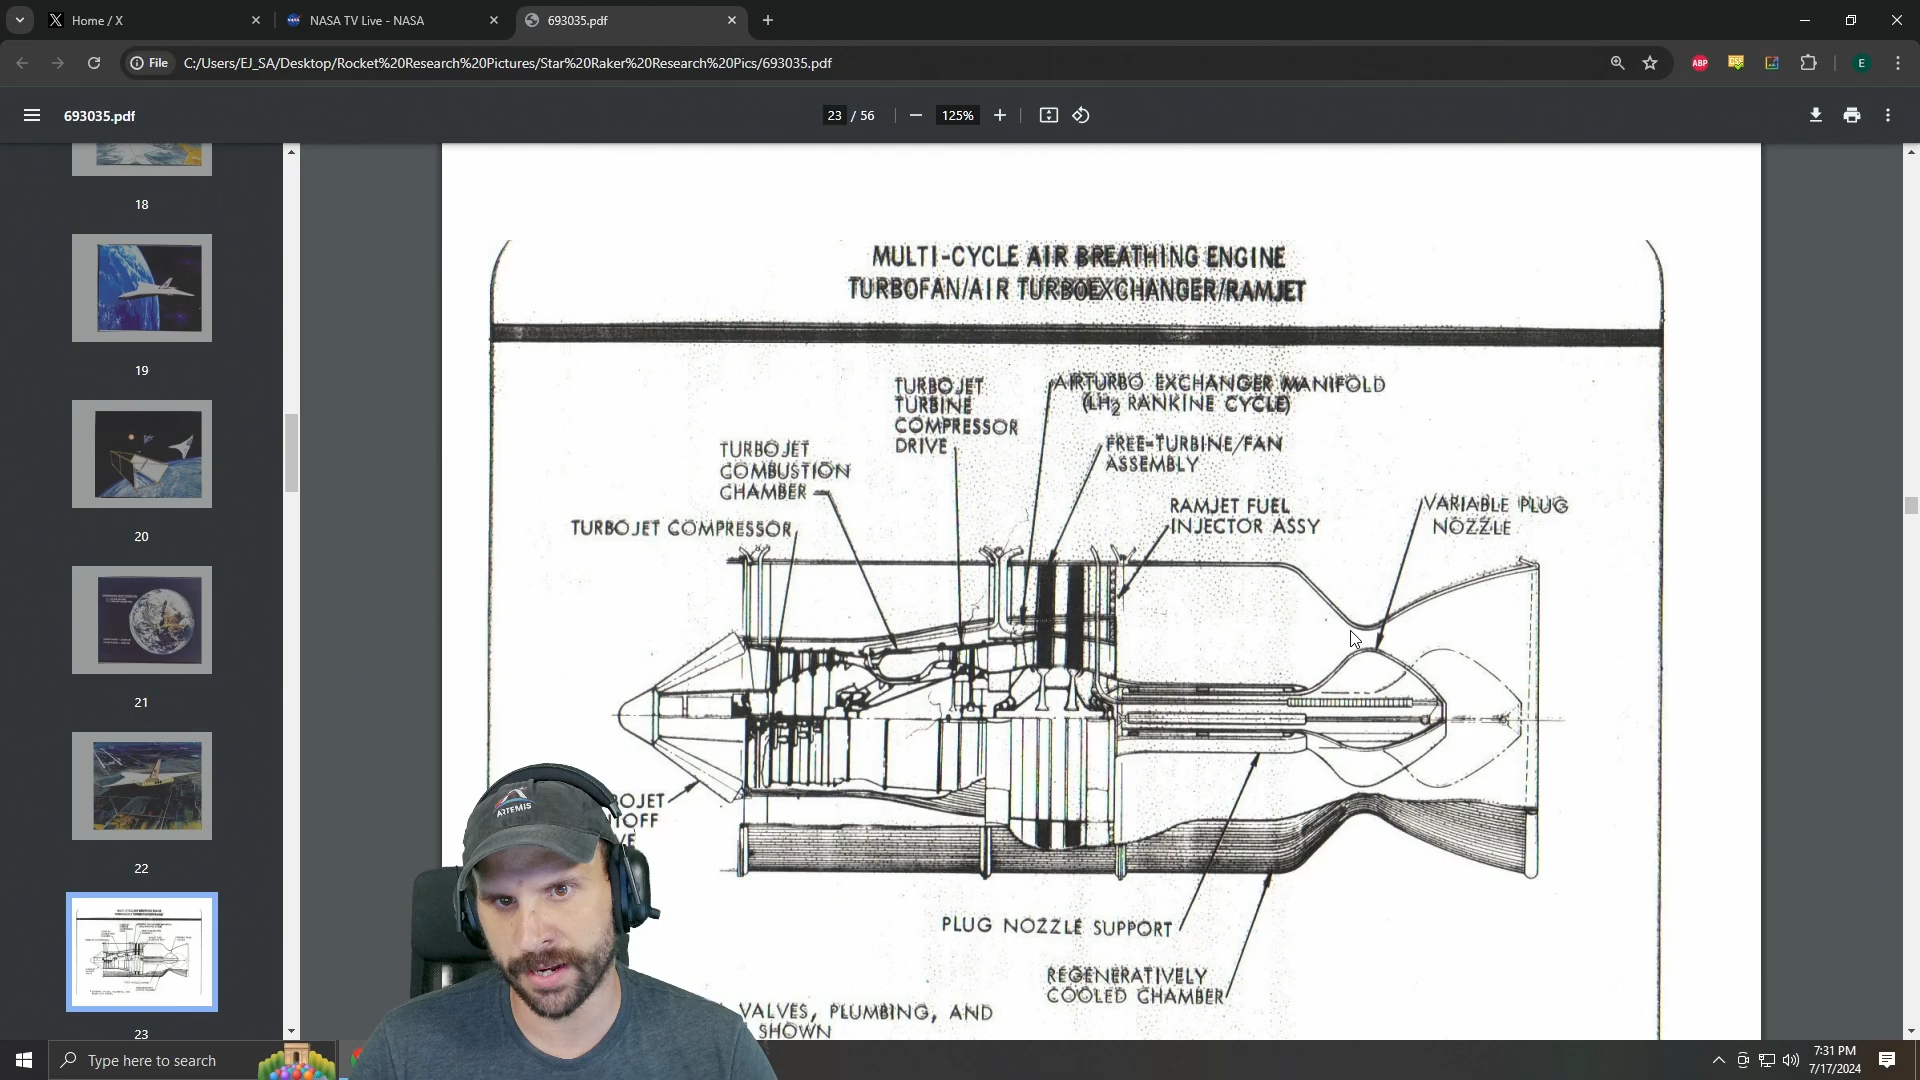 Home / X
NASA TV Live - NASA
693035.pdf
File
C:/Users/EJ_SA/Desktop/Rocket%20Research%20Pictures/Star%20Raker%20Research%20Pics/693035.pdf
ABP
E
693035.pdf
23 / 56
125%
18
19
20
21
22
23
MULTI-CYCLE AIR BREATHING ENGINE
TURBOFAN/AIR TURBOEXCHANGER/RAMJET
TURBOJET
TURBINE
COMPRESSOR
DRIVE
AIRTURBO EXCHANGER MANIFOLD
(LH2 RANKINE CYCLE)
FREE-TURBINE/FAN
ASSEMBLY
TURBOJET
COMBUSTION
CHAMBER
TURBOJET COMPRESSOR
RAMJET FUEL
INJECTOR ASSY
VARIABLE PLUG
NOZZLE
OJET
TOFF
VE
PLUG NOZZLE SUPPORT
REGENERATIVELY
COOLED CHAMBER
VALVES, PLUMBING, AND
SHOWN
ARTEMIS
Type here to search
7:31 PM
7/17/2024